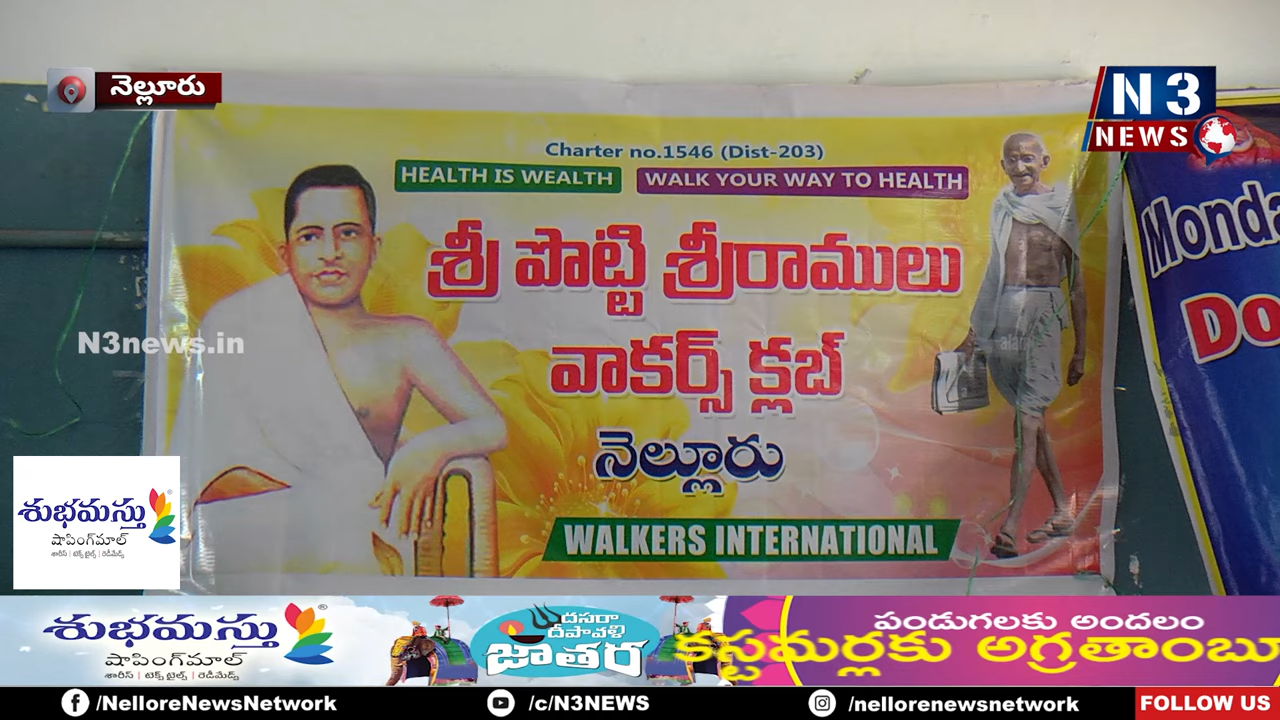 నెల్లూరు
N3
NEWS
Charter no.1546 (Dist-203)
HEALTH IS WEALTH
WALK YOUR WAY TO HEALTH
శ్రీ పొట్టి శ్రీరాములు
వాకర్స్ క్లబ్
నెల్లూరు
WALKERS INTERNATIONAL
Do
N3news.in
శుభమస్తు
షాపింగ్‌మాల్
శారీస్ | టెక్స్‌టైల్స్ | రెడీమేడ్స్
శుభమస్తు
షాపింగ్‌మాల్
శారీస్ | టెక్స్‌టైల్స్ | రెడీమేడ్స్
దసరా
దీపావళి
జాతర
పండుగలకు అందలం
కస్టమర్లకు అగ్రతాంబూ
/NelloreNewsNetwork
/c/N3NEWS
/nellorenewsnetwork
FOLLOW US